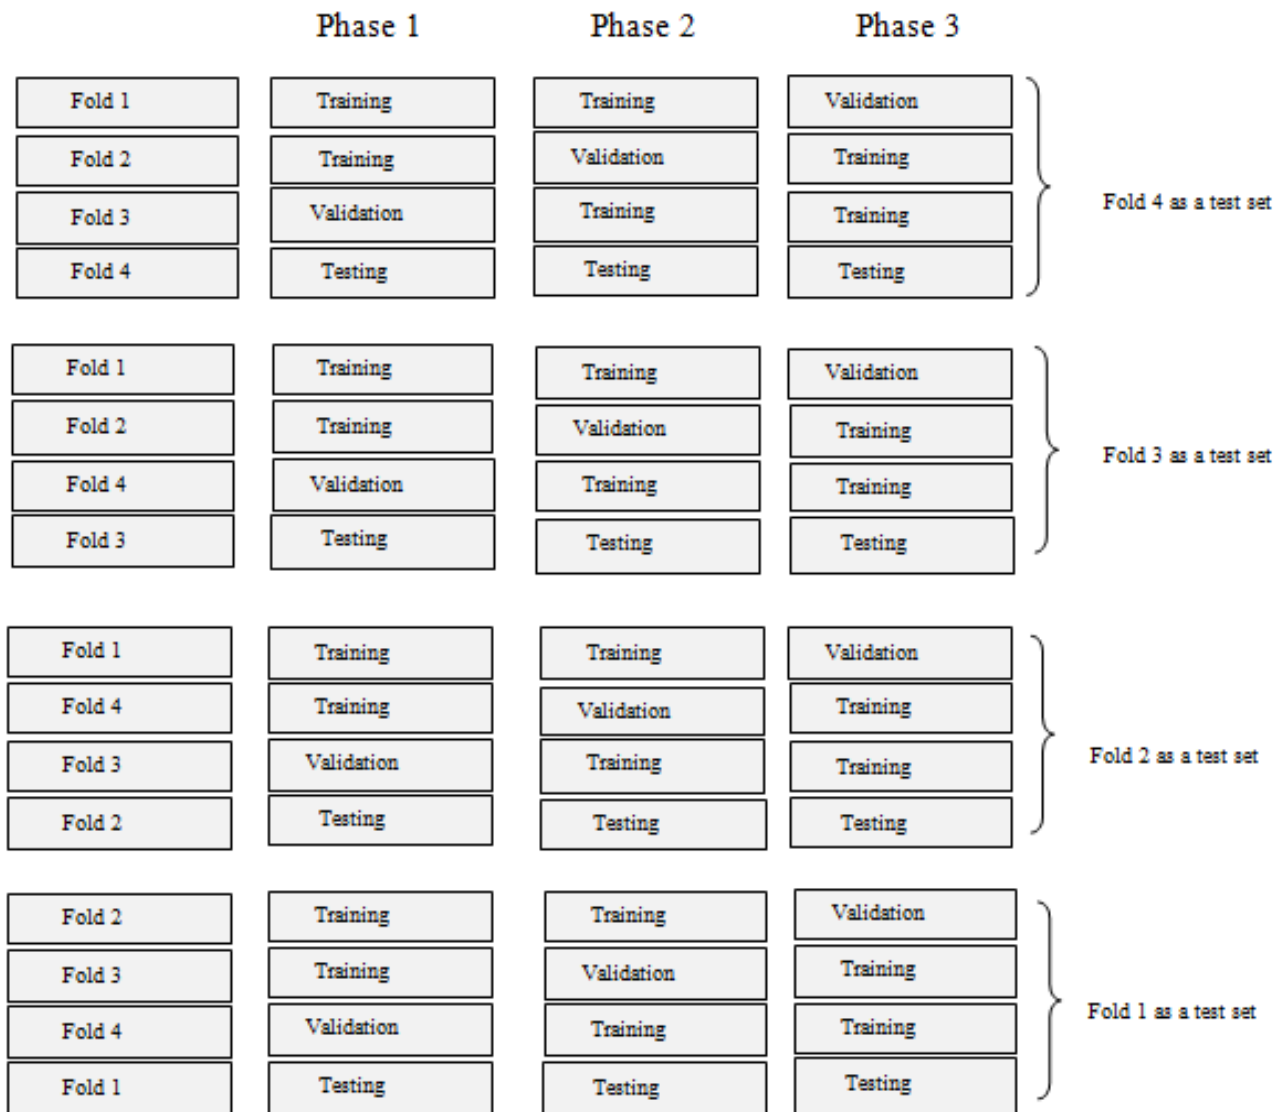 Phase 1 Phase 2 Phase 3
Fold 1 Training Training Validation
Fold 2 Training Validation Training
Fold 3 Validation Training Training
Fold 4 Testing Testing Testing
Fold 4 as a test set
Fold 1 Training Training Validation
Fold 2 Training Validation Training
Fold 4 Validation Training Training
Fold 3 Testing Testing Testing
Fold 3 as a test set
Fold 1 Training Training Validation
Fold 4 Training Validation Training
Fold 3 Validation Training Training
Fold 2 Testing Testing Testing
Fold 2 as a test set
Fold 2 Training Training Validation
Fold 3 Training Validation Training
Fold 4 Validation Training Training
Fold 1 Testing Testing Testing
Fold 1 as a test set